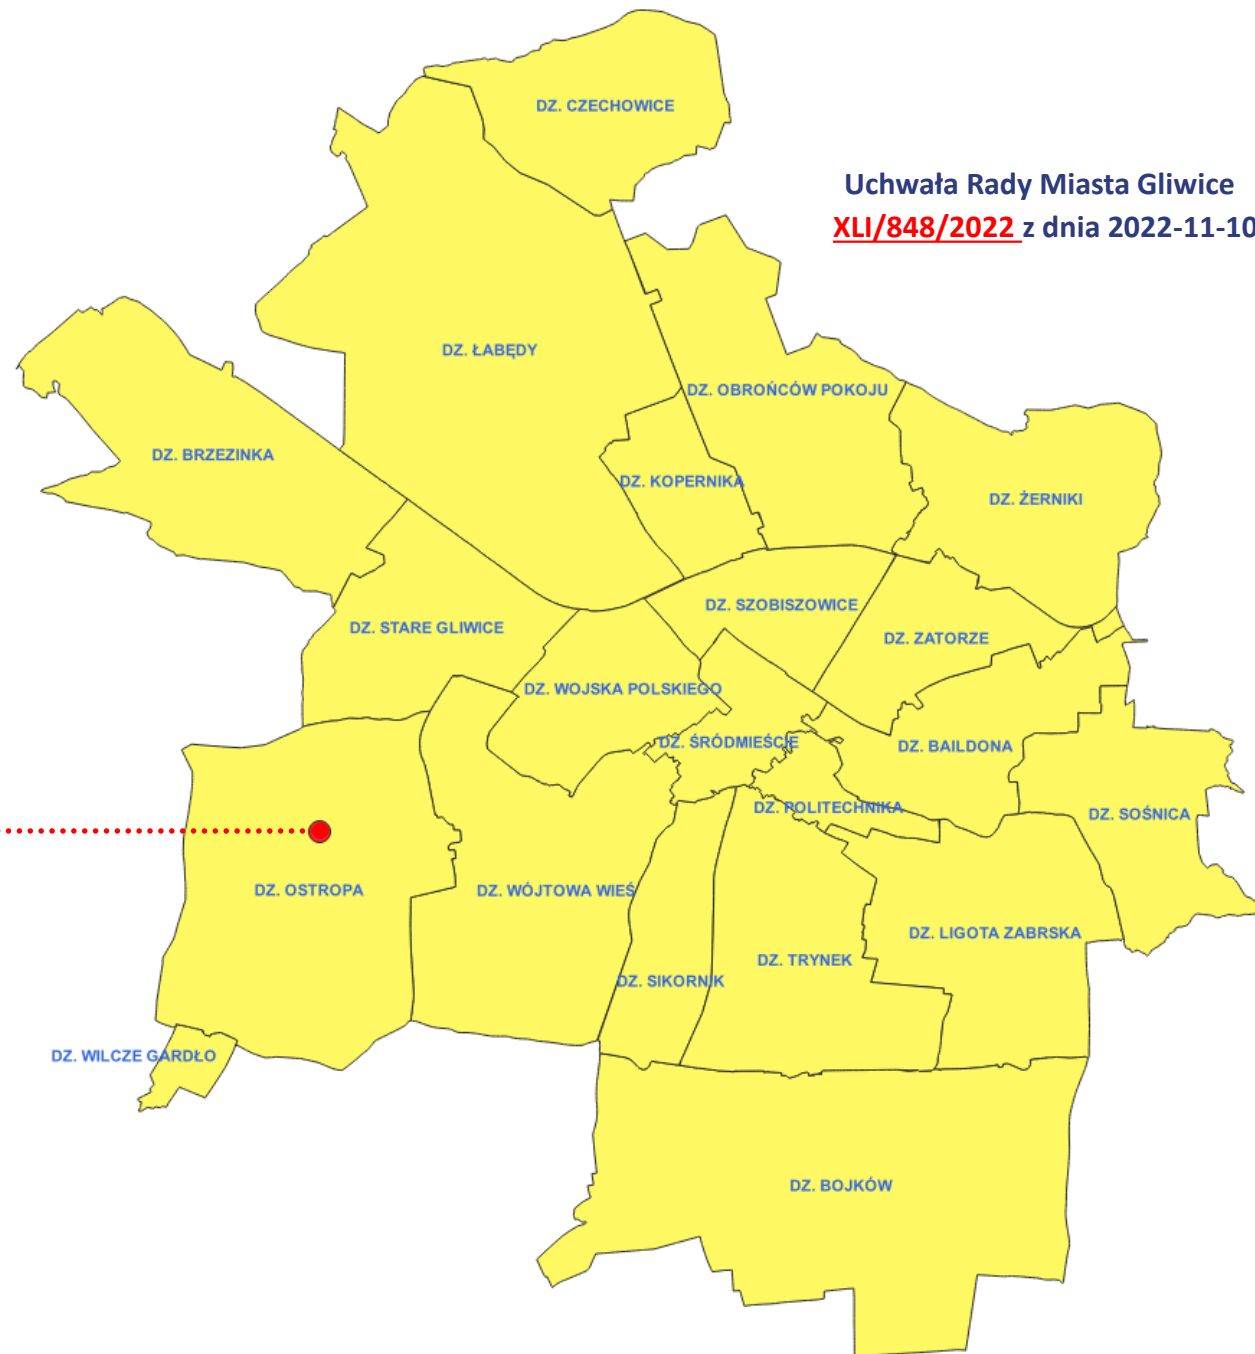 DZ. CZECHOWICE
Uchwała Rady Miasta Gliwice
XLI/848/2022 z dnia 2022-11-10
DZ. ŁABĘDY
DZ. OBROŃCÓW POKOJU
DZ. BRZEZINKA
DZ. KOPERNIKA
DZ. ŻERNIKI
DZ. SZOBISZOWICE
DZ. STARE GLIWICE
DZ. ZATORZE
DZ. WOJSKA POLSKIEGO
DZ. ŚRÓDMIEŚCIE
DZ. BAILDONA
DZ. POLITECHNIKA
DZ. SOŚNICA
DZ. OSTROPA
DZ. WÓJTOWA WIEŚ
DZ. LIGOTA ZABRSKA
DZ. TRYNEK
DZ. SIKORNIK
DZ. WILCZE GARDŁO
DZ. BOJKÓW